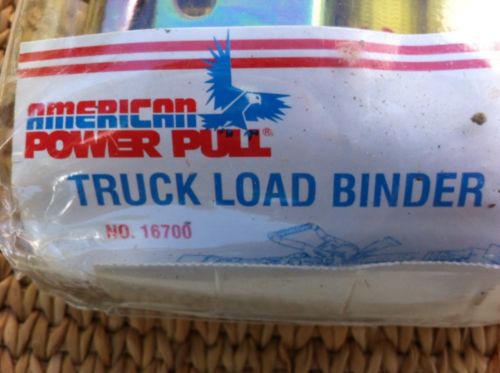 AMERICAN
POWER PULL®
TRUCK LOAD BINDER
NO. 16700